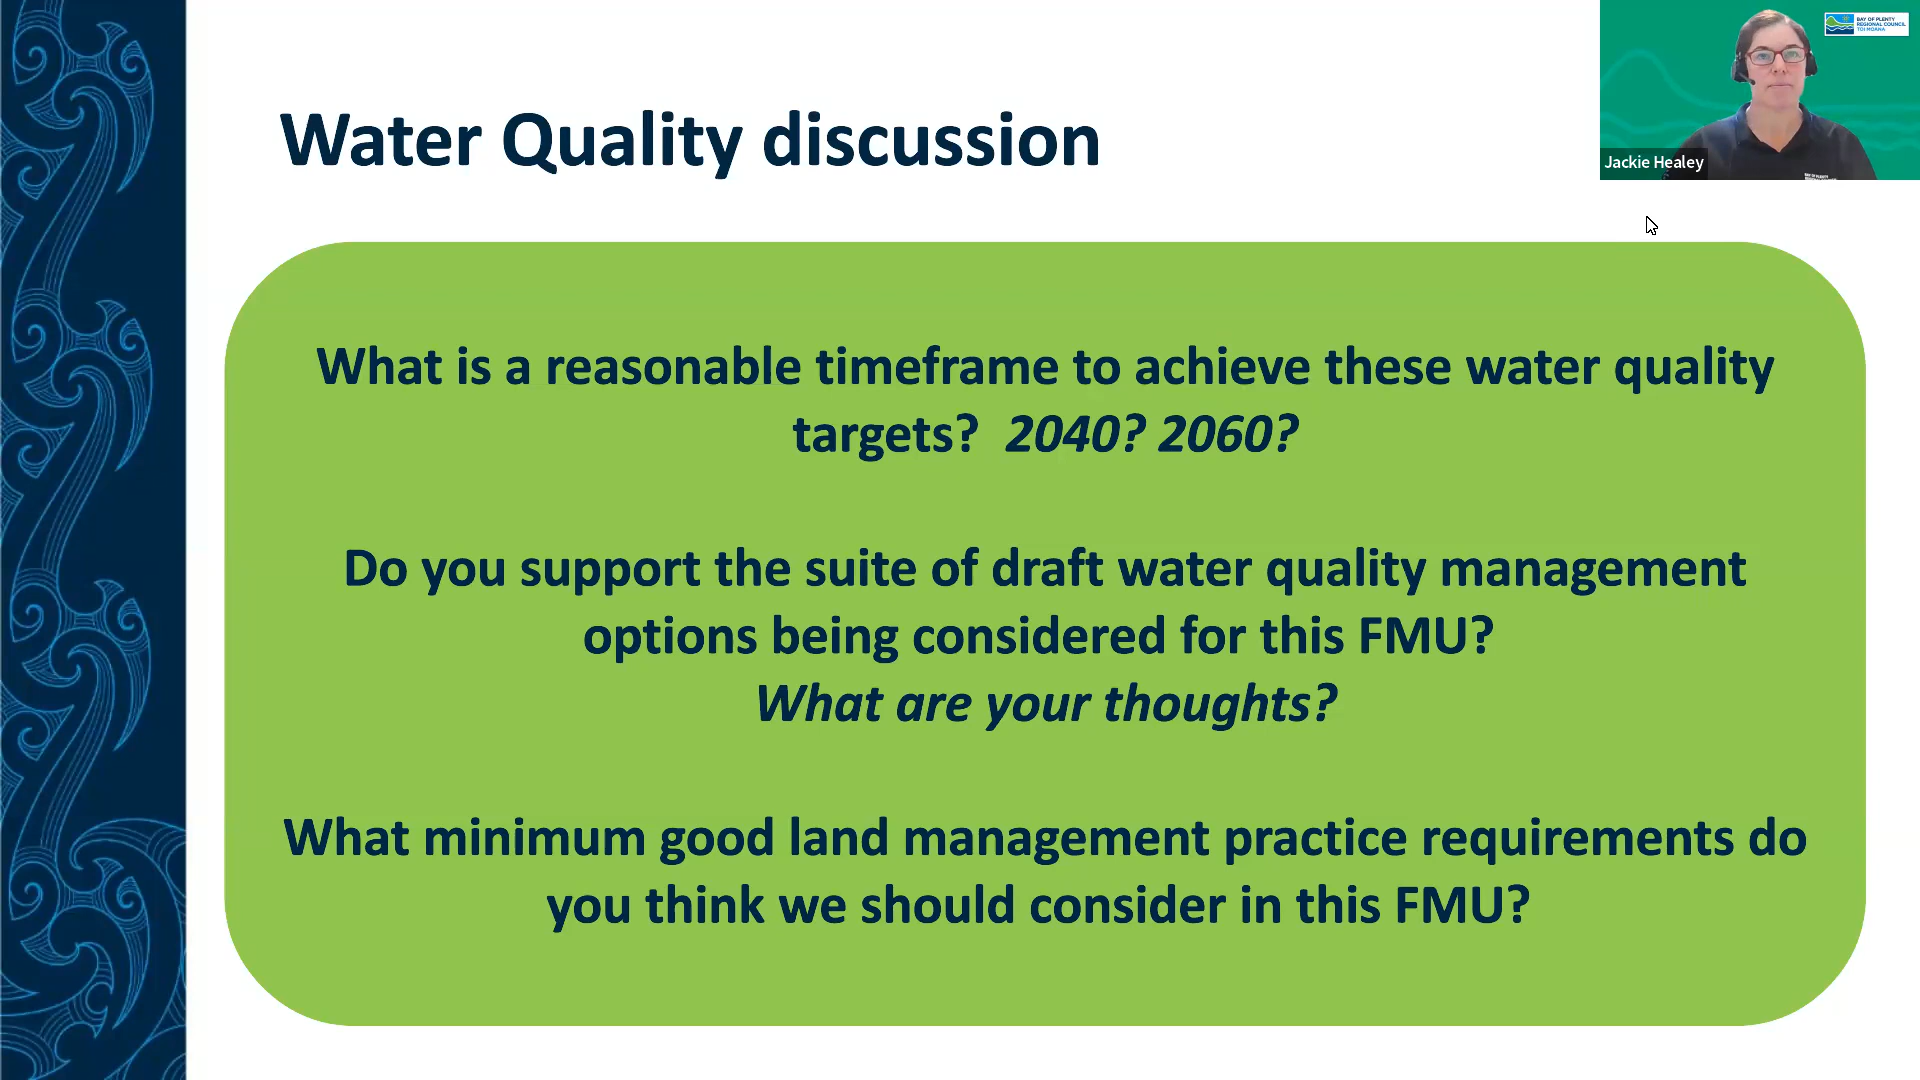 Water Quality discussion
BAY OF PLENTY
REGIONAL COUNCIL
TOI MOANA
Jackie Healey
What is a reasonable timeframe to achieve these water quality
targets? 2040? 2060?
Do you support the suite of draft water quality management
options being considered for this FMU?
What are your thoughts?
What minimum good land management practice requirements do
you think we should consider in this FMU?